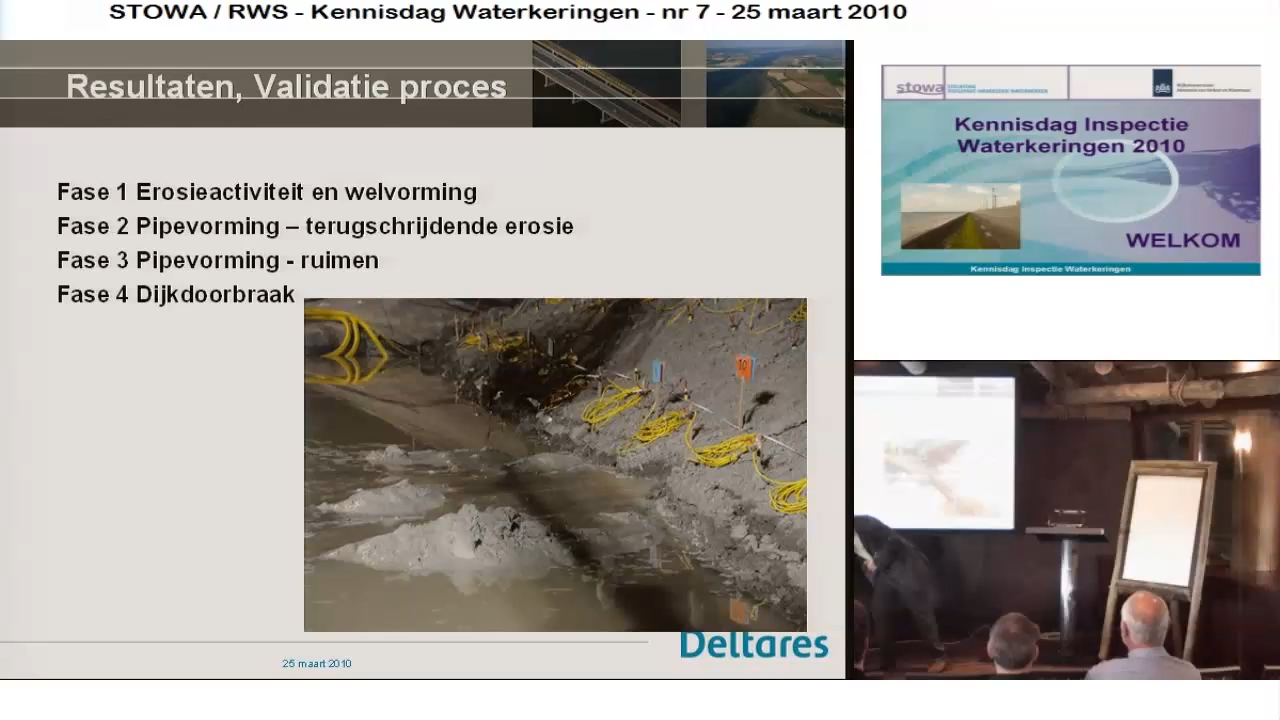 STOWA / RWS - Kennisdag Waterkeringen - nr 7 - 25 maart 2010
Resultaten, Validatie proces
Fase 1 Erosieactiviteit en welvorming
Fase 2 Pipevorming – terugschrijdende erosie
Fase 3 Pipevorming - ruimen
Fase 4 Dijkdoorbraak
10
Deltares
25 maart 2010
stowa
Kennisdag Inspectie
Waterkeringen 2010
WELKOM
Kennisdag Inspectie Waterkeringen